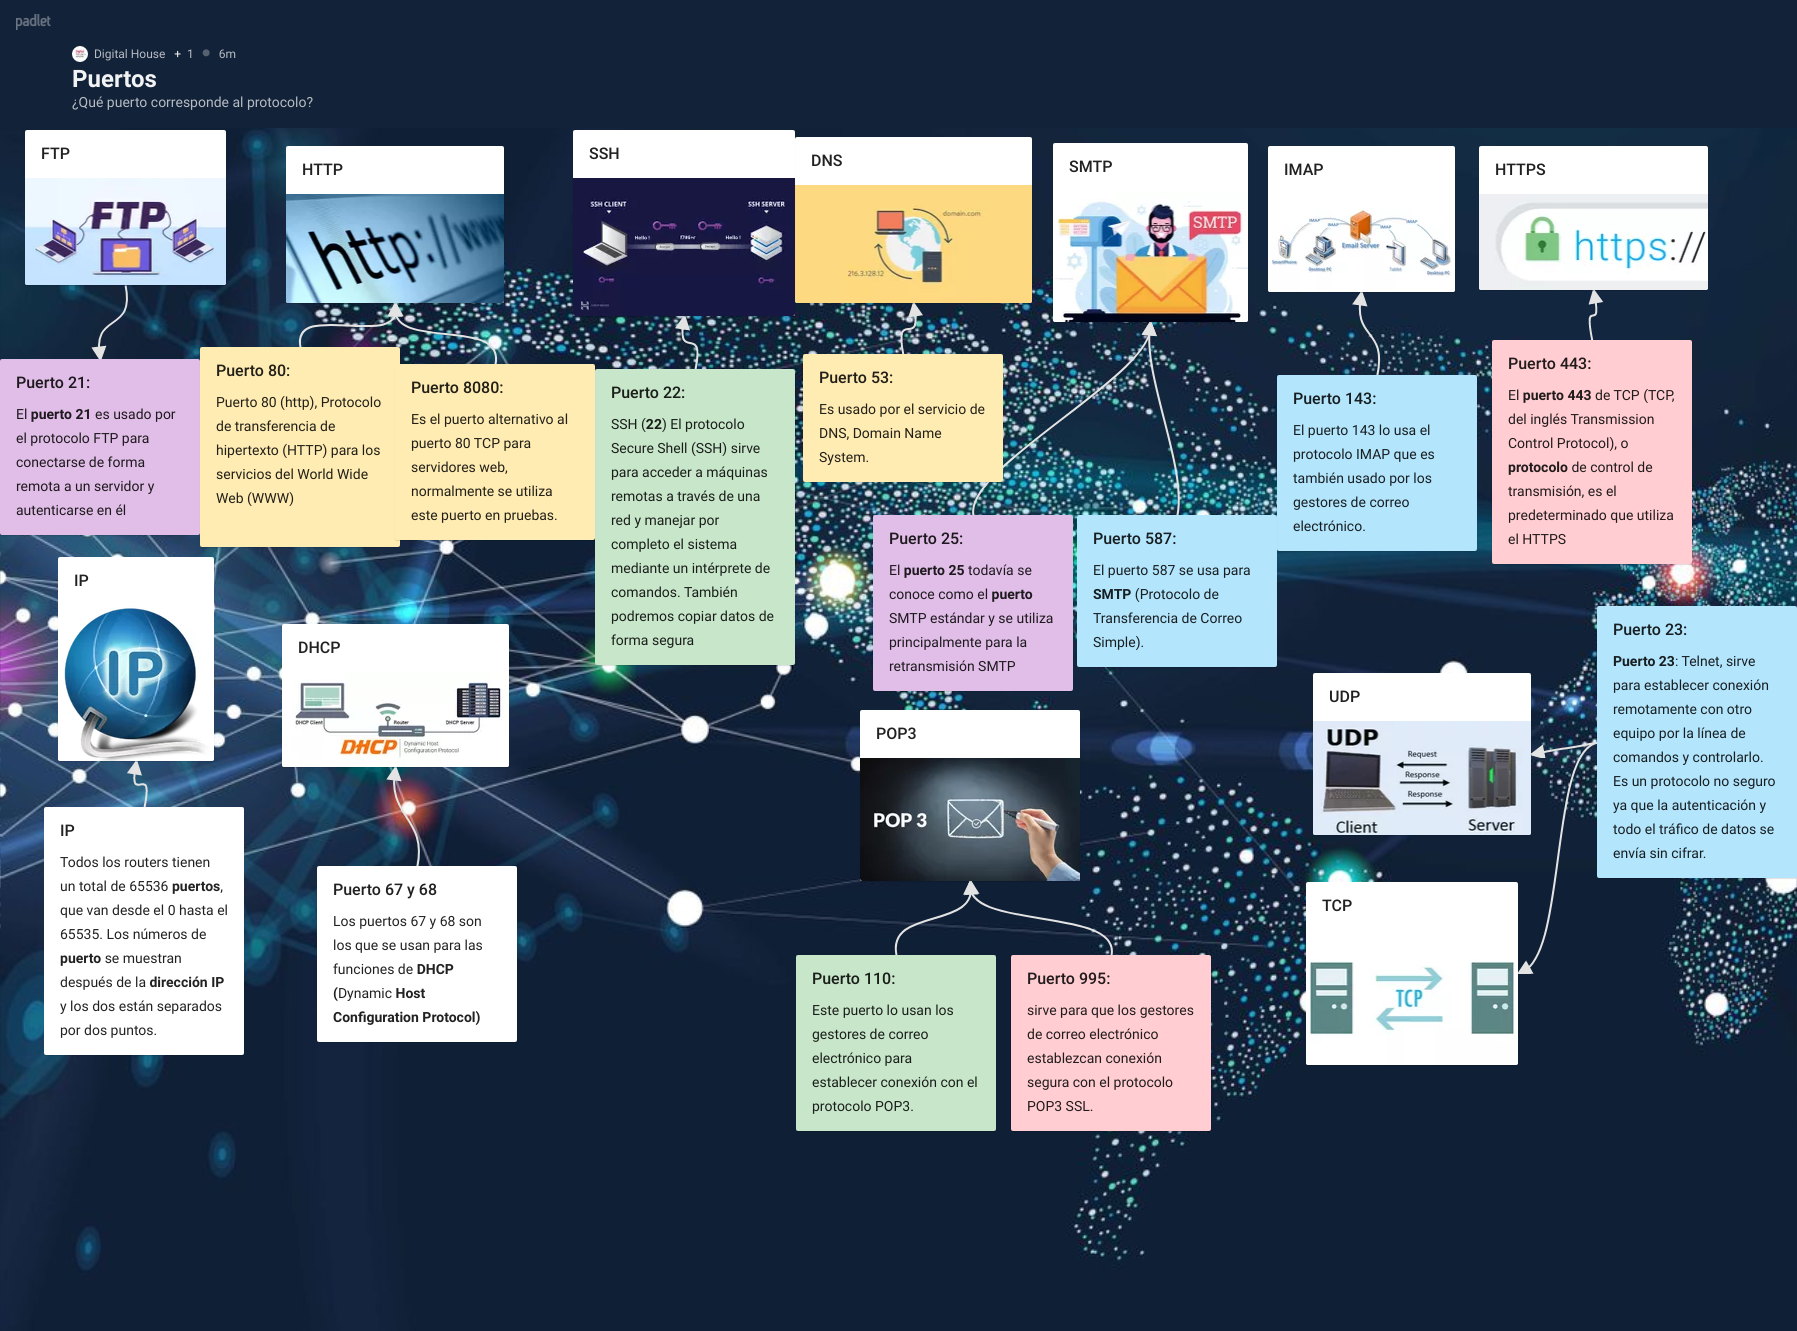 padlet
Digital House + 1 • 6m
Puertos
¿Qué puerto corresponde al protocolo?
FTP
FTP
Puerto 21:
El puerto 21 es usado por
el protocolo FTP para
conectarse de forma
remota a un servidor y
autenticarse en él
HTTP
http://www
Puerto 80:
Puerto 80 (http), Protocolo
de transferencia de
hipertexto (HTTP) para los
servicios del World Wide
Web (WWW)
Puerto 8080:
Es el puerto alternativo al
puerto 80 TCP para
servidores web,
normalmente se utiliza
este puerto en pruebas.
SSH
SSH CLIENT
SSH SERVER
Hello !
Hello !
Puerto 22:
SSH (22) El protocolo
Secure Shell (SSH) sirve
para acceder a máquinas
remotas a través de una
red y manejar por
completo el sistema
mediante un intérprete de
comandos. También
podremos copiar datos de
forma segura
DNS
domain.com
216.3.128.12
Puerto 53:
Es usado por el servicio de
DNS, Domain Name
System.
SMTP
SMTP
Puerto 25:
El puerto 25 todavía se
conoce como el puerto
SMTP estándar y se utiliza
principalmente para la
retransmisión SMTP
Puerto 587:
El puerto 587 se usa para
SMTP (Protocolo de
Transferencia de Correo
Simple).
IMAP
IMAP
IMAP
IMAP
IMAP
Email Server
SmartPhone
Desktop PC
Tablet
Desktop PC
Puerto 143:
El puerto 143 lo usa el
protocolo IMAP que es
también usado por los
gestores de correo
electrónico.
HTTPS
https://
Puerto 443:
El puerto 443 de TCP (TCP,
del inglés Transmission
Control Protocol), o
protocolo de control de
transmisión, es el
predeterminado que utiliza
el HTTPS
IP
IP
IP
Todos los routers tienen
un total de 65536 puertos,
que van desde el 0 hasta el
65535. Los números de
puerto se muestran
después de la dirección IP
y los dos están separados
por dos puntos.
DHCP
DHCP Client
Router
DHCP Server
DHCP
Dynamic Host
Configuration Protocol
Puerto 67 y 68
Los puertos 67 y 68 son
los que se usan para las
funciones de DHCP
(Dynamic Host
Configuration Protocol)
POP3
POP 3
Puerto 110:
Este puerto lo usan los
gestores de correo
electrónico para
establecer conexión con el
protocolo POP3.
Puerto 995:
sirve para que los gestores
de correo electrónico
establezcan conexión
segura con el protocolo
POP3 SSL.
UDP
UDP
Request
Response
Response
Client
Server
Puerto 23:
Puerto 23: Telnet, sirve
para establecer conexión
remotamente con otro
equipo por la línea de
comandos y controlarlo.
Es un protocolo no seguro
ya que la autenticación y
todo el tráfico de datos se
envía sin cifrar.
TCP
TCP